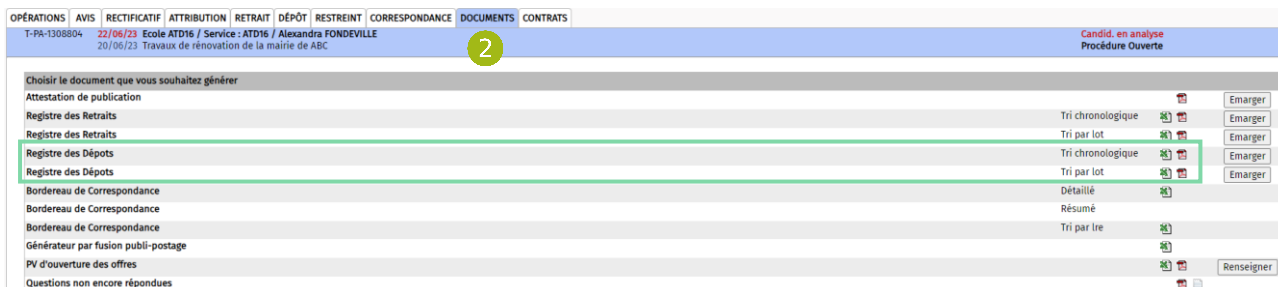 OPÉRATIONS AVIS RECTIFICATIF ATTRIBUTION RETRAIT DÉPÔT RESTREINT CORRESPONDANCE DOCUMENTS CONTRATS
T-PA-1308804 22/06/23 Ecole ATD16 / Service : ATD16 / Alexandra FONDEVILLE Candid. en analyse
20/06/23 Travaux de rénovation de la mairie de ABC Procédure Ouverte
2
Choisir le document que vous souhaitez générer
Attestation de publication Emarger
Registre des Retraits Tri chronologique Emarger
Registre des Retraits Tri par lot Emarger
Registre des Dépots Tri chronologique Emarger
Registre des Dépots Tri par lot Emarger
Bordereau de Correspondance Détaillé
Bordereau de Correspondance Résumé
Bordereau de Correspondance Tri par lre
Générateur par fusion publi-postage
PV d'ouverture des offres Renseigner
Questions non encore répondues